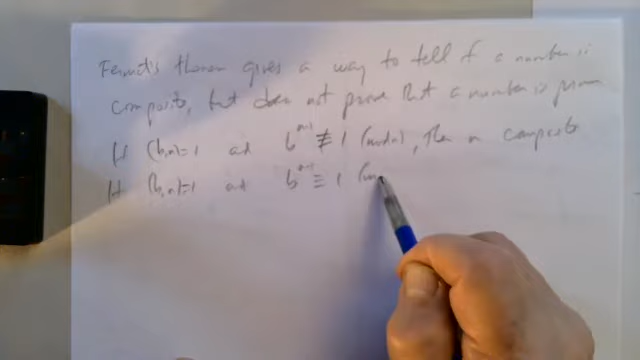 Fermat's theorem gives a way to tell if a number is
composite, but does not prove that a number is prime
If (b,n)=1 and b^{n-1} ≢ 1 (mod n), then n composite
If (b,n)=1 and b^{n-1} ≡ 1 (mo